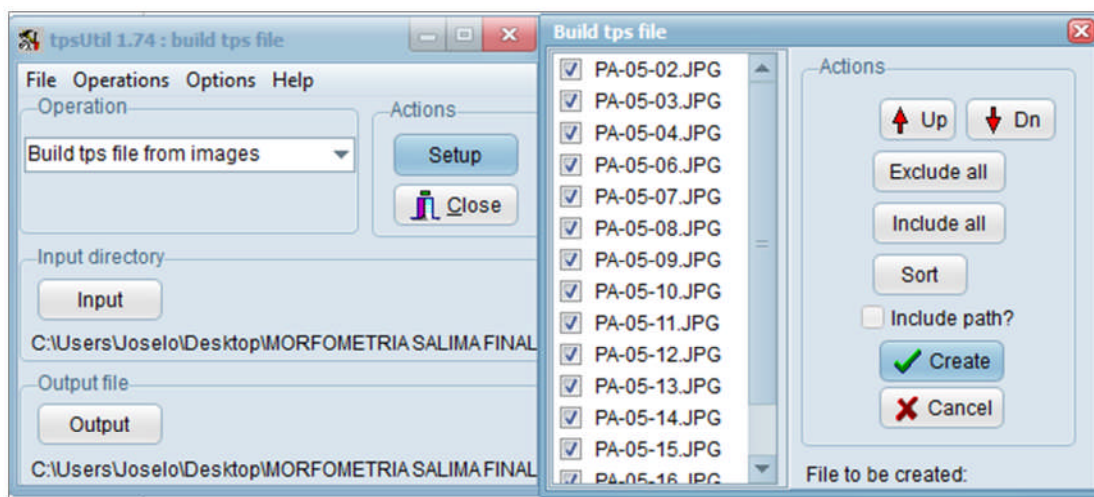 tpsUtil 1.74 : build tps file
File Operations Options Help
Operation
Build tps file from images
Actions
Setup
Close
Input directory
Input
C:\Users\Joselo\Desktop\MORFOMETRIA SALIMA FINAL
Output file
Output
C:\Users\Joselo\Desktop\MORFOMETRIA SALIMA FINAL
Build tps file
PA-05-02.JPG
PA-05-03.JPG
PA-05-04.JPG
PA-05-06.JPG
PA-05-07.JPG
PA-05-08.JPG
PA-05-09.JPG
PA-05-10.JPG
PA-05-11.JPG
PA-05-12.JPG
PA-05-13.JPG
PA-05-14.JPG
PA-05-15.JPG
PA-05-16.JPG
Actions
Up
Dn
Exclude all
Include all
Sort
Include path?
Create
Cancel
File to be created: